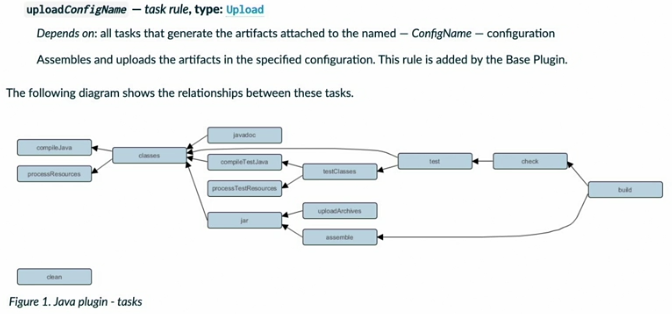 uploadConfigName — task rule, type: Upload
Depends on: all tasks that generate the artifacts attached to the named — ConfigName — configuration
Assembles and uploads the artifacts in the specified configuration. This rule is added by the Base Plugin.
The following diagram shows the relationships between these tasks.
javadoc
compileJava
classes
compileTestJava
test
check
processResources
testClasses
processTestResources
build
uploadArchives
jar
assemble
clean
Figure 1. Java plugin - tasks